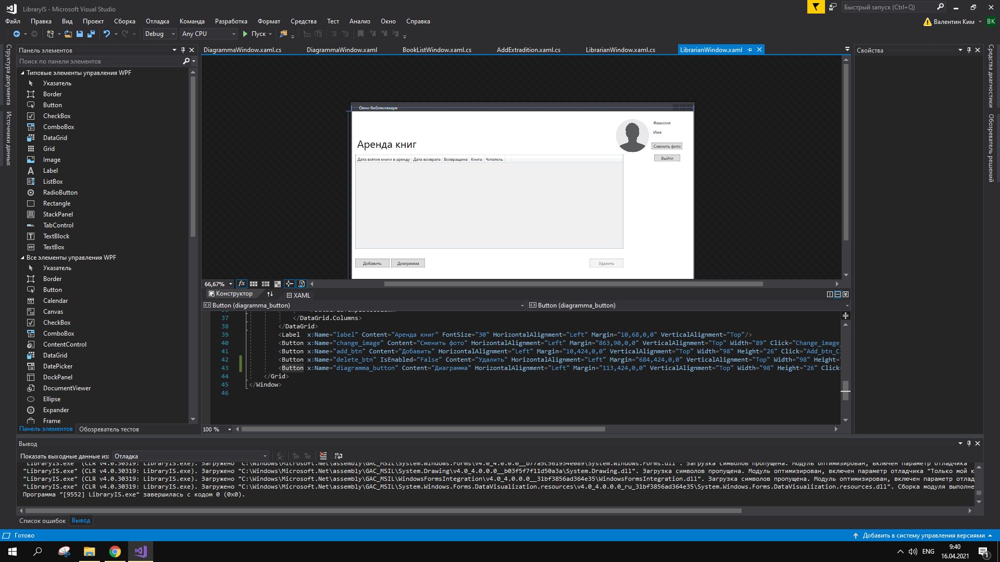 LibraryIS - Microsoft Visual Studio
Быстрый запуск (Ctrl+Q)
Файл Правка Вид Проект Сборка Отладка Команда Разработка Формат Средства Тест Анализ Окно Справка
Валентин Ким ВК
Debug Any CPU Пуск
Структура документа
Источники данных
Панель элементов
Поиск по панели элементов
Типовые элементы управления WPF
Указатель
Border
Button
CheckBox
ComboBox
DataGrid
Grid
Image
Label
ListBox
RadioButton
Rectangle
StackPanel
TabControl
TextBlock
TextBox
Все элементы управления WPF
Указатель
Border
Button
Calendar
Canvas
CheckBox
ComboBox
ContentControl
DataGrid
DatePicker
DockPanel
DocumentViewer
Ellipse
Expander
Frame
Панель элементов Обозреватель тестов
DiagrammaWindow.xaml.cs DiagrammaWindow.xaml BookListWindow.xaml.cs AddExtradition.xaml.cs LibrarianWindow.xaml.cs LibrarianWindow.xaml
Окно библиотекаря
Фамилия
Имя
Аренда книг
Сменить фото
Выйти
Дата взятия книги в аренду Дата возврата Возвращена Книга Читатель
Добавить Диаграмма Удалить
66,67%
Конструктор XAML
Button (diagramma_button) Button (diagramma_button)
37 </DataGrid.Columns>
38 </DataGrid>
39 <Label x:Name="label" Content="Аренда книг" FontSize="30" HorizontalAlignment="Left" Margin="10,68,0,0" VerticalAlignment="Top"/>
40 <Button x:Name="change_image" Content="Сменить фото" HorizontalAlignment="Left" Margin="863,90,0,0" VerticalAlignment="Top" Width="89" Click="Change_image_
41 <Button x:Name="add_btn" Content="Добавить" HorizontalAlignment="Left" Margin="10,424,0,0" VerticalAlignment="Top" Width="98" Height="26" Click="Add_btn_C
42 <Button x:Name="delete_btn" IsEnabled="False" Content="Удалить" HorizontalAlignment="Left" Margin="684,424,0,0" VerticalAlignment="Top" Width="98" Height=
43 <Button x:Name="diagramma_button" Content="Диаграмма" HorizontalAlignment="Left" Margin="113,424,0,0" VerticalAlignment="Top" Width="98" Height="26" Click=
44 </Grid>
45 </Window>
46
100 %
Свойства
Средства диагностики
Обозреватель решений
Вывод
Показать выходные данные из: Отладка
"LibraryIS.exe" (CLR v4.0.30319: LibraryIS.exe). Загружено "C:\Windows\Microsoft.Net\assembly\GAC_MSIL\System.Windows.Forms\v4.0_4.0.0.0__b77a5c561934e089\System.Windows.Forms.dll". Загрузка символов пропущена. Модуль оптимизирован, включен параметр отладчика
"LibraryIS.exe" (CLR v4.0.30319: LibraryIS.exe). Загружено "C:\Windows\Microsoft.Net\assembly\GAC_MSIL\System.Drawing\v4.0_4.0.0.0__b03f5f7f11d50a3a\System.Drawing.dll". Загрузка символов пропущена. Модуль оптимизирован, включен параметр отладчика "Только мой к
"LibraryIS.exe" (CLR v4.0.30319: LibraryIS.exe). Загружено "C:\Windows\Microsoft.Net\assembly\GAC_MSIL\WindowsFormsIntegration\v4.0_4.0.0.0__31bf3856ad364e35\WindowsFormsIntegration.dll". Загрузка символов пропущена. Модуль оптимизирован, включен параметр отлад
"LibraryIS.exe" (CLR v4.0.30319: LibraryIS.exe). Загружено "C:\Windows\Microsoft.Net\assembly\GAC_MSIL\System.Windows.Forms.DataVisualization.resources\v4.0_4.0.0.0_ru_31bf3856ad364e35\System.Windows.Forms.DataVisualization.resources.dll". Сборка модуля выполне
Программа "[9552] LibraryIS.exe" завершилась с кодом 0 (0x0).
Список ошибок Вывод
Готово Добавить в систему управления версиями
ENG
9:40
16.04.2021
1